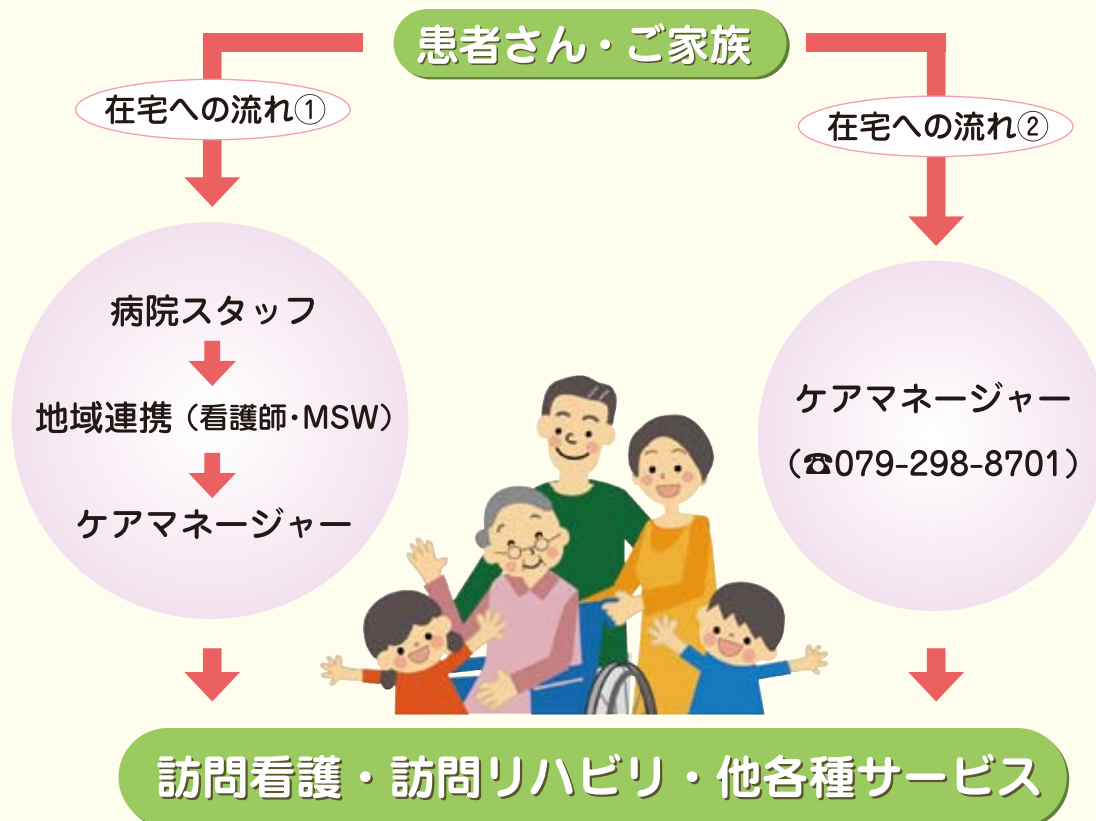 患者さん・ご家族
在宅への流れ①
病院スタッフ
地域連携（看護師・MSW）
ケアマネージャー
在宅への流れ②
ケアマネージャー
（☎079-298-8701）
訪問看護・訪問リハビリ・他各種サービス